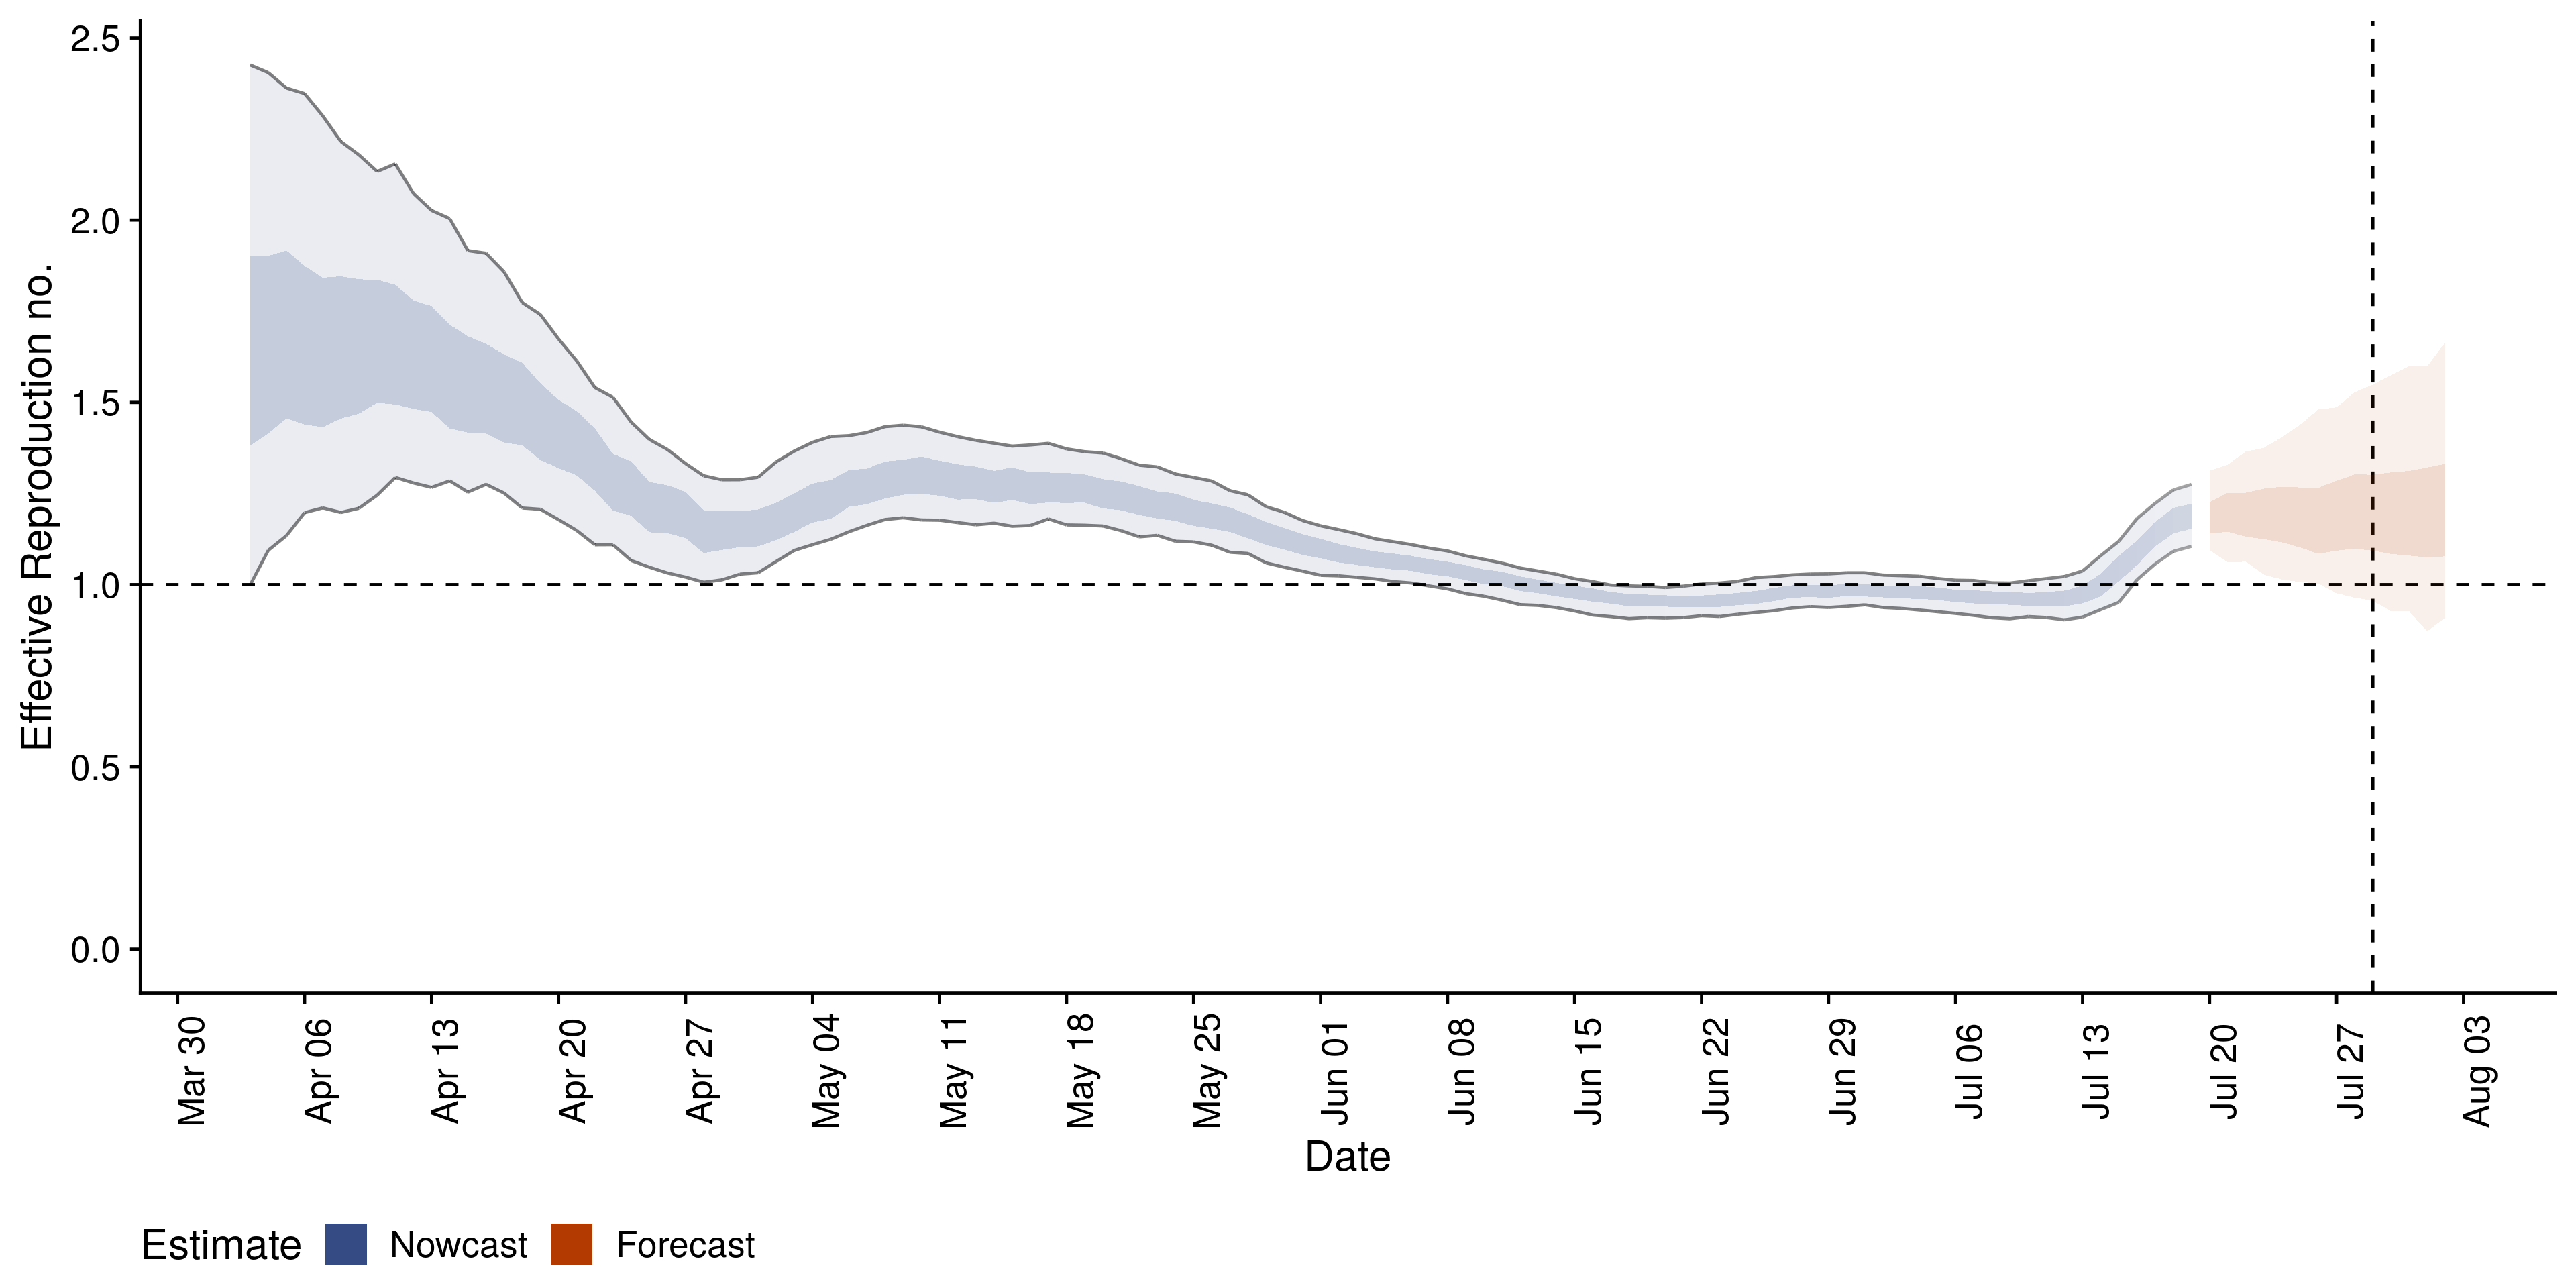 Effective Reproduction no.
2.5
2.0
1.5
1.0
0.5
0.0
Mar 30
Apr 06
Apr 13
Apr 20
Apr 27
May 04
May 11
May 18
May 25
Jun 01
Jun 08
Jun 15
Jun 22
Jun 29
Jul 06
Jul 13
Jul 20
Jul 27
Aug 03
Date
Estimate Nowcast Forecast